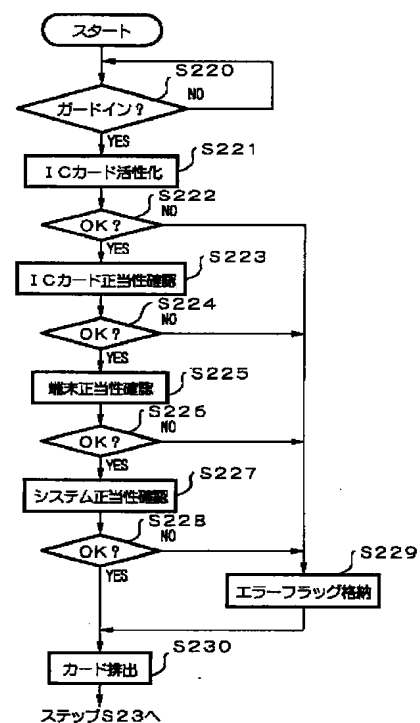 スタート
S220
ガードイン？
NO
YES
S221
ICカード活性化
S222
NO
OK？
YES
S223
ICカード正当性確認
S224
NO
OK？
YES
S225
端末正当性確認
S226
NO
OK？
YES
S227
システム正当性確認
S228
NO
OK？
YES
S229
エラーフラッグ格納
S230
カード排出
ステップS23へ